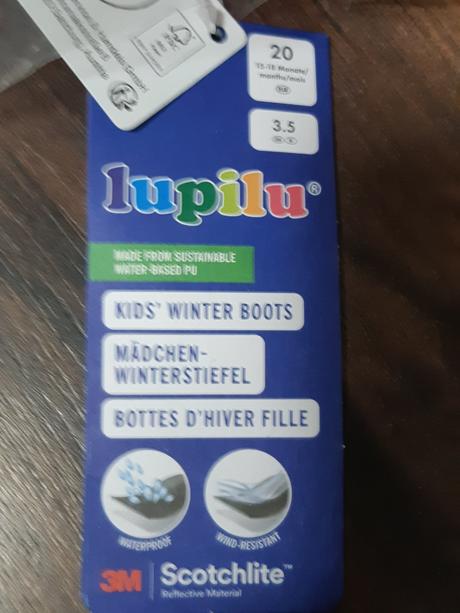 FSC
20
15-18 Monate/
months/mois
3.5
lupilu®
MADE FROM SUSTAINABLE
WATER-BASED PU
KIDS' WINTER BOOTS
MÄDCHEN-
WINTERSTIEFEL
BOTTES D'HIVER FILLE
WATERPROOF
WIND-RESISTANT
3M Scotchlite™
Reflective Material